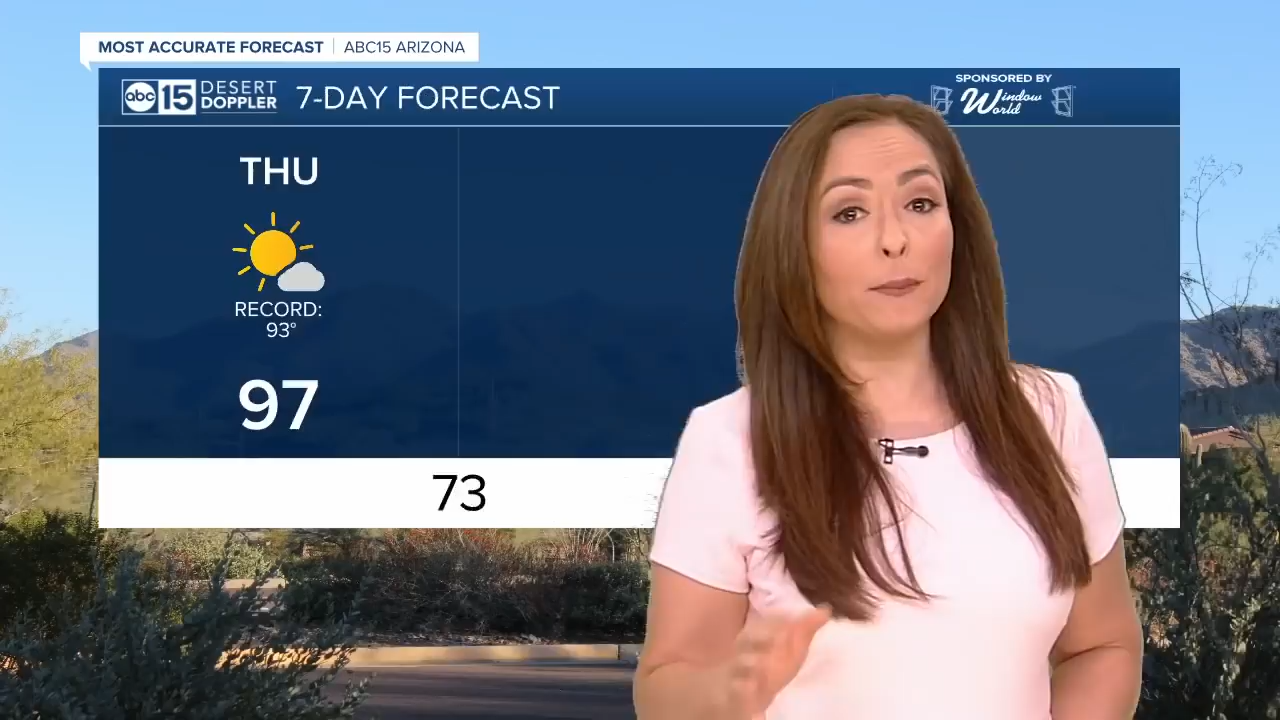 MOST ACCURATE FORECAST | ABC15 ARIZONA
abc 15 DESERT DOPPLER 7-DAY FORECAST
SPONSORED BY
Window World
THU
RECORD:
93°
97
73